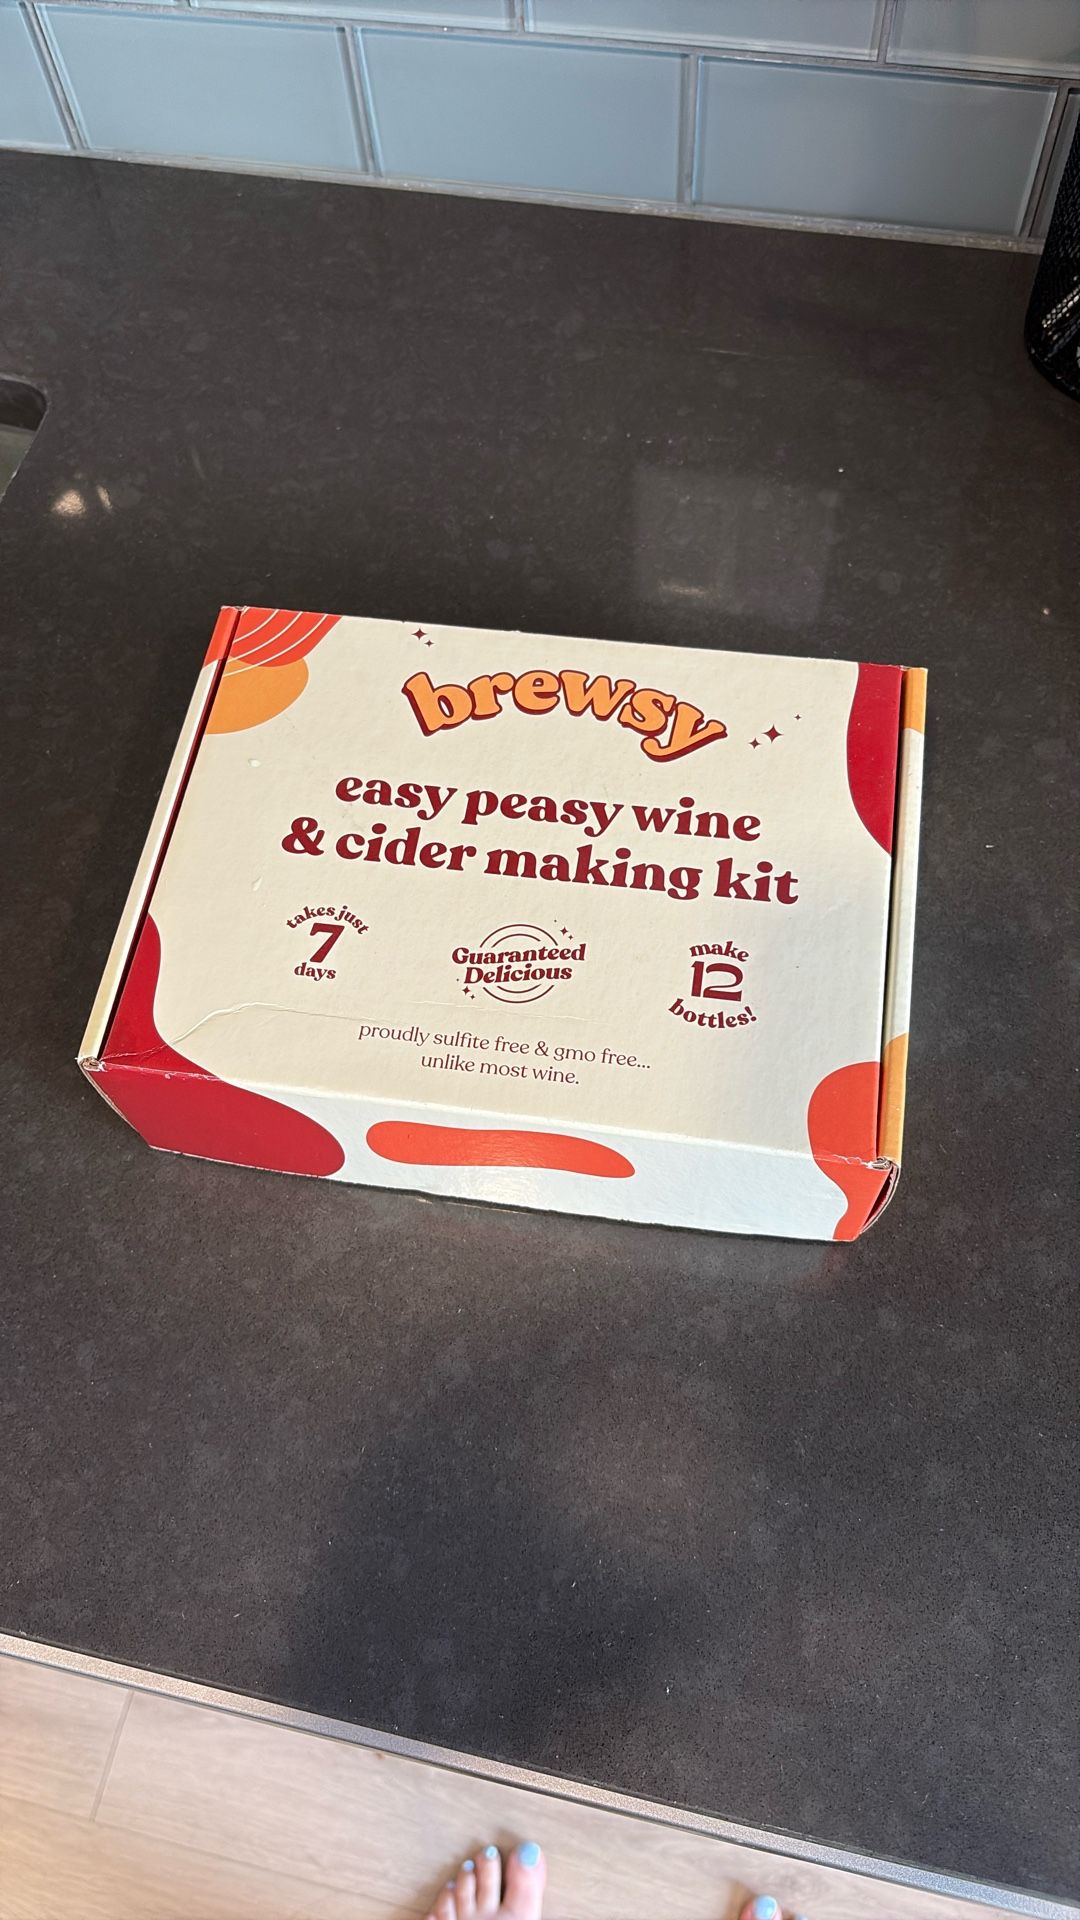 brewsy
easy peasy wine
& cider making kit
takes just
7
days
Guaranteed
Delicious
make
12
bottles!
proudly sulfite free & gmo free...
unlike most wine.